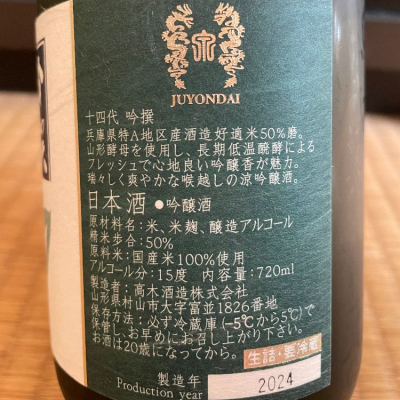 JUYONDAI
十四代 吟撰
兵庫県特A地区産酒造好適米50%磨。
山形酵母を使用し、長期低温醗酵による
フレッシュで心地良い吟醸香が魅力。
瑞々しく爽やかな喉越しの涼吟醸酒。
日本酒 ●吟醸酒
原材料名：米、米麹、醸造アルコール
精米歩合：50%
原料米：国産米100%使用
アルコール分：15度 内容量：720ml
製造者：高木酒造株式会社
山形県村山市大字富並1826番地
保存方法：必ず冷蔵庫(-5℃から5℃)で
保管し、お早めにお召し上がり下さい。
お酒は20歳になってから。
生詰・要冷蔵
製造年 2024
Production year